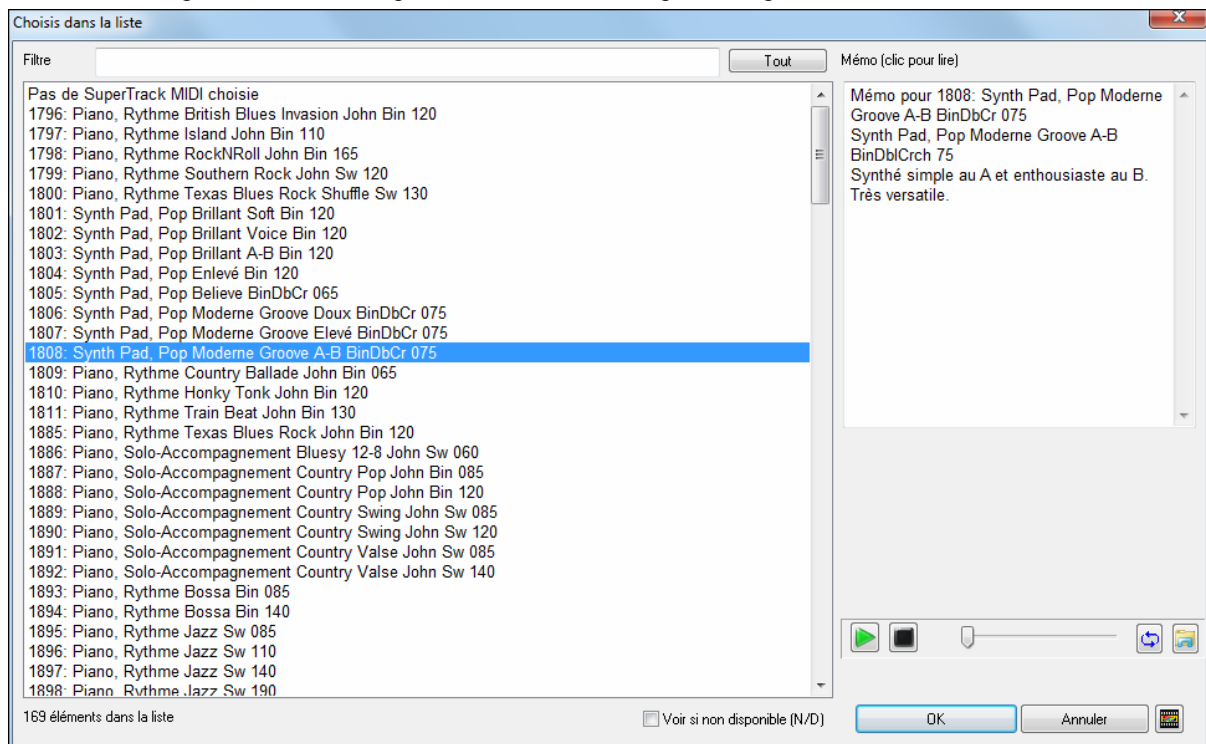 Choisis dans la liste
Filtre
Tout
Mémo (clic pour lire)
Pas de SuperTrack MIDI choisie
1796: Piano, Rythme British Blues Invasion John Bin 120
1797: Piano, Rythme Island John Bin 110
1798: Piano, Rythme RockNRoll John Bin 165
1799: Piano, Rythme Southern Rock John Sw 120
1800: Piano, Rythme Texas Blues Rock Shuffle Sw 130
1801: Synth Pad, Pop Brillant Soft Bin 120
1802: Synth Pad, Pop Brillant Voice Bin 120
1803: Synth Pad, Pop Brillant A-B Bin 120
1804: Synth Pad, Pop Enlevé Bin 120
1805: Synth Pad, Pop Believe BinDbCr 065
1806: Synth Pad, Pop Moderne Groove Doux BinDbCr 075
1807: Synth Pad, Pop Moderne Groove Elevé BinDbCr 075
1808: Synth Pad, Pop Moderne Groove A-B BinDbCr 075
1809: Piano, Rythme Country Ballade John Bin 065
1810: Piano, Rythme Honky Tonk John Bin 120
1811: Piano, Rythme Train Beat John Bin 130
1885: Piano, Rythme Texas Blues Rock John Bin 120
1886: Piano, Solo-Accompagnement Bluesy 12-8 John Sw 060
1887: Piano, Solo-Accompagnement Country Pop John Bin 085
1888: Piano, Solo-Accompagnement Country Pop John Bin 120
1889: Piano, Solo-Accompagnement Country Swing John Sw 085
1890: Piano, Solo-Accompagnement Country Swing John Sw 120
1891: Piano, Solo-Accompagnement Country Valse John Sw 085
1892: Piano, Solo-Accompagnement Country Valse John Sw 140
1893: Piano, Rythme Bossa Bin 085
1894: Piano, Rythme Bossa Bin 140
1895: Piano, Rythme Jazz Sw 085
1896: Piano, Rythme Jazz Sw 110
1897: Piano, Rythme Jazz Sw 140
1898: Piano, Rythme Jazz Sw 190
Mémo pour 1808: Synth Pad, Pop Moderne
Groove A-B BinDbCr 075
Synth Pad, Pop Moderne Groove A-B
BinDblCrch 75
Synthé simple au A et enthousiaste au B.
Très versatile.
169 éléments dans la liste
Voir si non disponible (N/D)
OK
Annuler